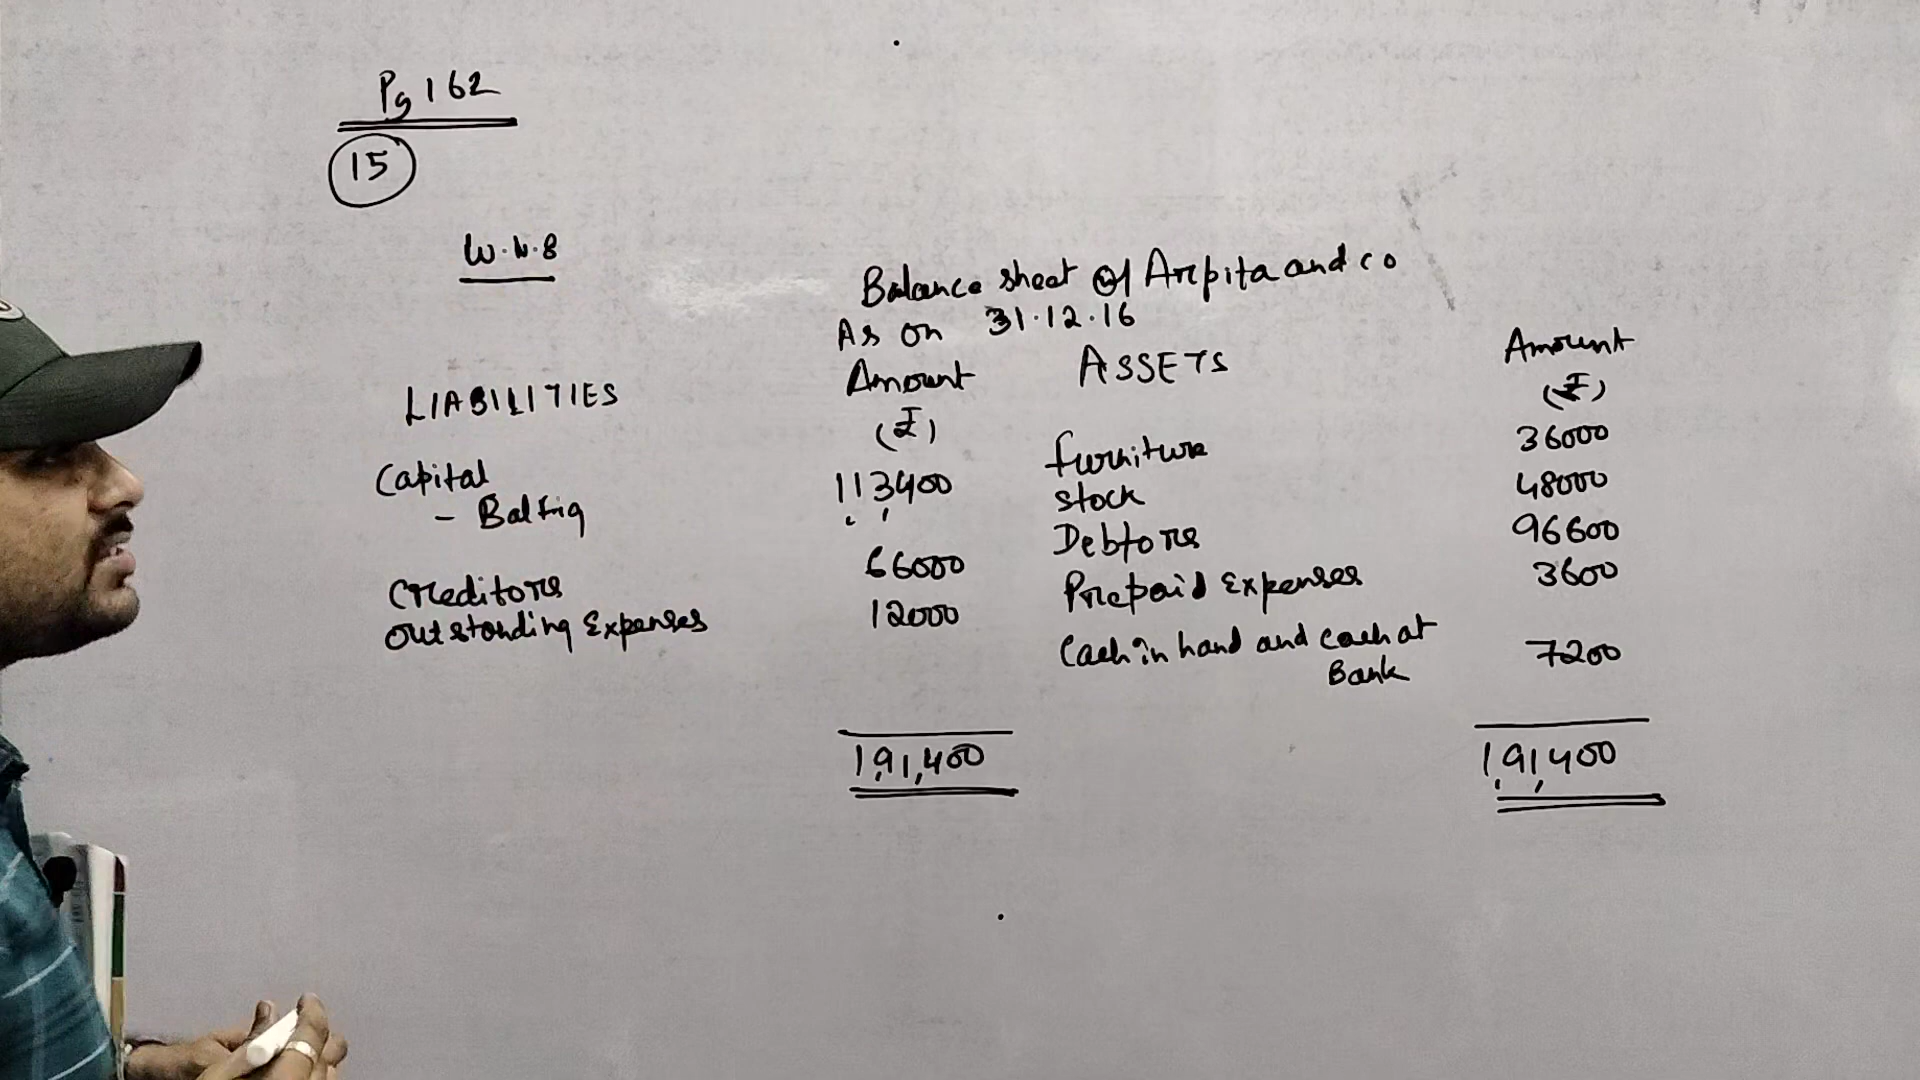 Pg 162
15
W.N.8
Balance sheet of Arpita and co
As on 31.12.16
LIABILITIES Amount ASSETS Amount
(₹) (₹)
Capital 113400 furniture 36000
- Bal fig stock 48000
Debtors 96600
Creditors 66000 Prepaid Expenses 3600
Outstanding Expenses 12000 Cash in hand and cash at 7200
Bank
1,91,400 1,91,400